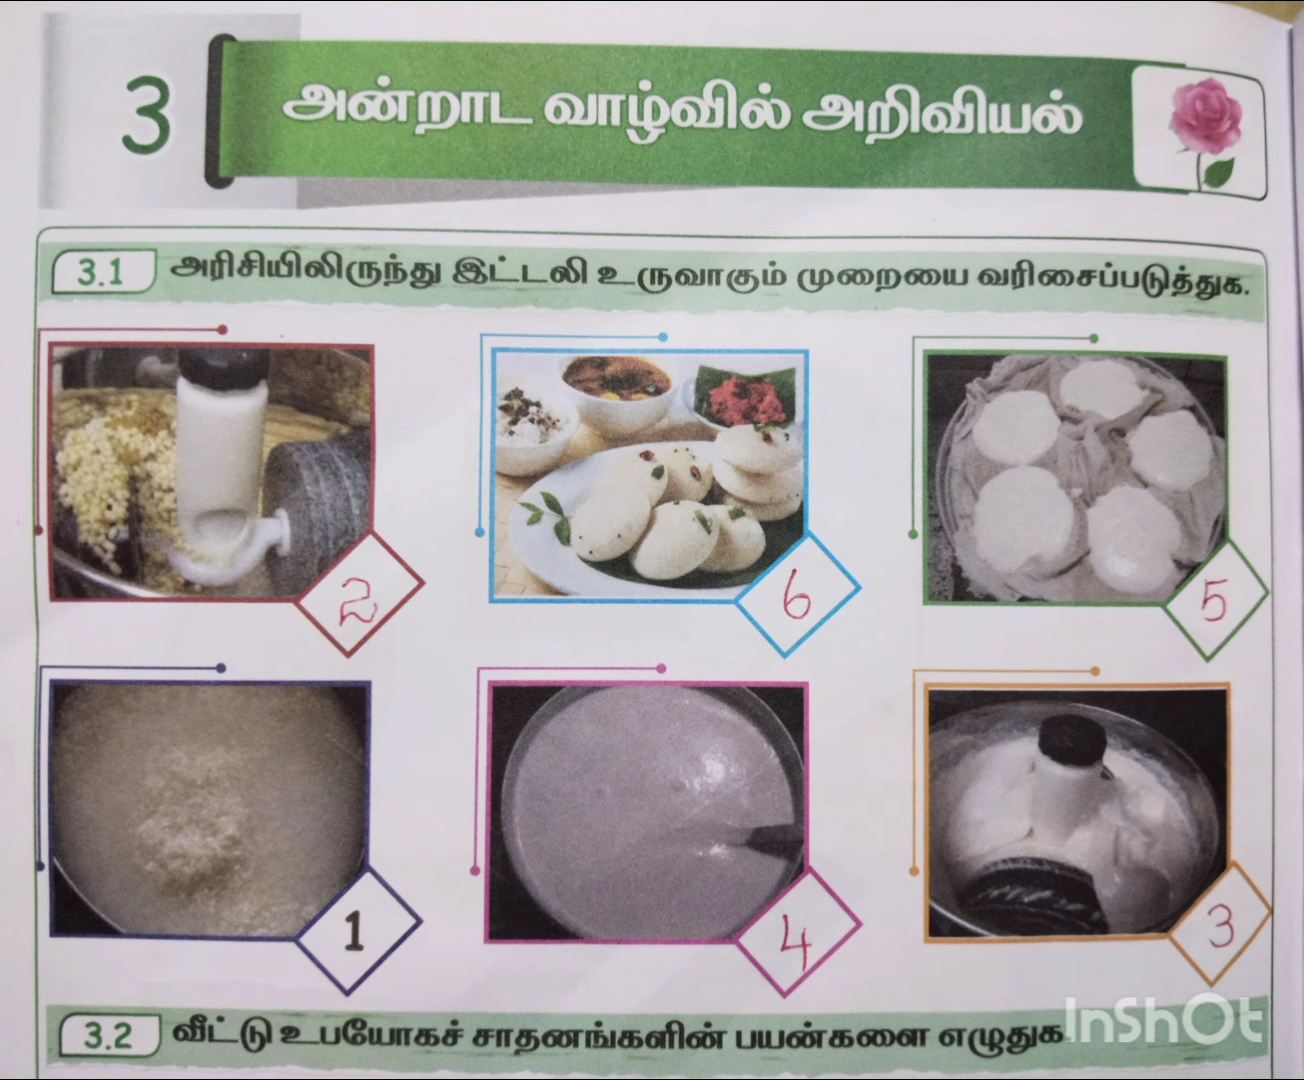 3 அன்றாட வாழ்வில் அறிவியல்
3.1 அரிசியிலிருந்து இட்டலி உருவாகும் முறையை வரிசைப்படுத்துக.
2 6 5
1 4 3
3.2 வீட்டு உபயோகச் சாதனங்களின் பயன்களை எழுதுக
InShOt